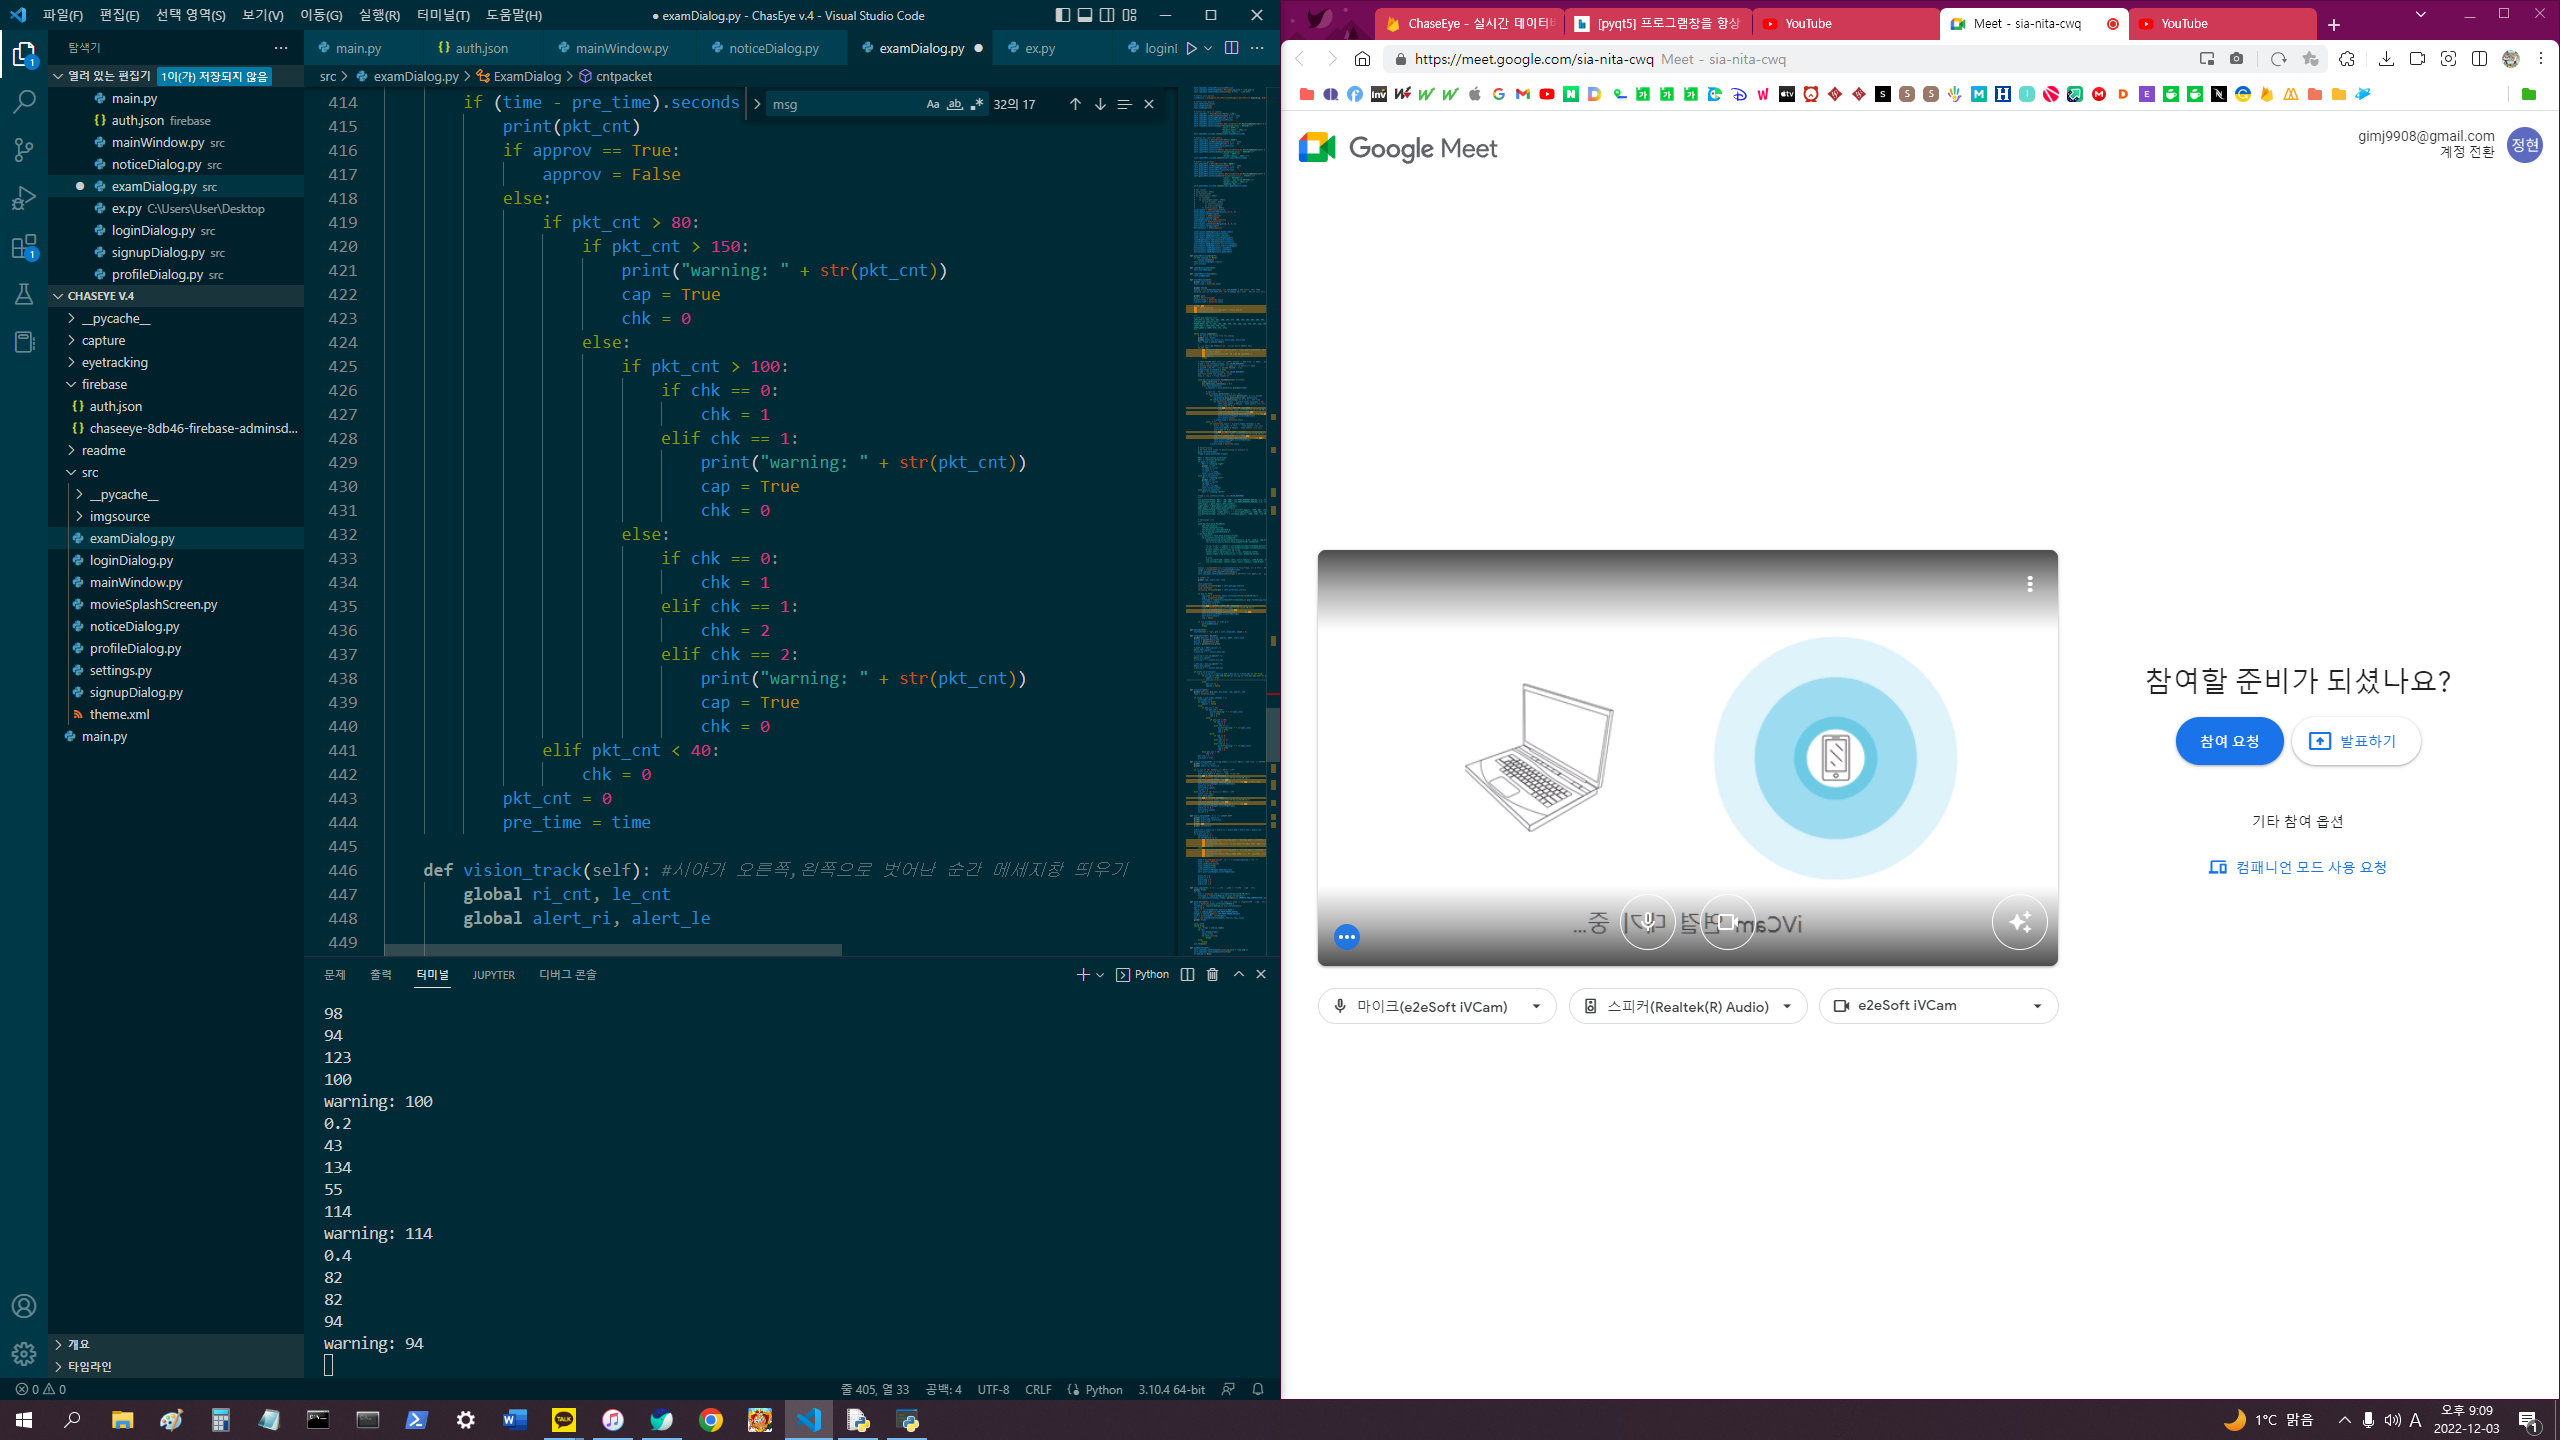 파일(F) 편집(E) 선택 영역(S) 보기(V) 이동(G) 실행(R) 터미널(T) 도움말(H)
● examDialog.py - ChasEye v.4 - Visual Studio Code
탐색기
열려 있는 편집기 1이(가) 저장되지 않음
main.py
auth.json firebase
mainWindow.py src
noticeDialog.py src
examDialog.py src
ex.py C:\Users\User\Desktop
loginDialog.py src
signupDialog.py src
profileDialog.py src
CHASEYE V.4
__pycache__
capture
eyetracking
firebase
auth.json
chaseeye-8db46-firebase-adminsd...
readme
src
__pycache__
imgsource
examDialog.py
loginDialog.py
mainWindow.py
movieSplashScreen.py
noticeDialog.py
profileDialog.py
settings.py
signupDialog.py
theme.xml
main.py
개요
타임라인
main.py auth.json mainWindow.py noticeDialog.py examDialog.py ex.py loginI
src > examDialog.py > ExamDialog > cntpacket
msg Aa ab 32의 17
414 if (time - pre_time).seconds
415 print(pkt_cnt)
416 if approv == True:
417 approv = False
418 else:
419 if pkt_cnt > 80:
420 if pkt_cnt > 150:
421 print("warning: " + str(pkt_cnt))
422 cap = True
423 chk = 0
424 else:
425 if pkt_cnt > 100:
426 if chk == 0:
427 chk = 1
428 elif chk == 1:
429 print("warning: " + str(pkt_cnt))
430 cap = True
431 chk = 0
432 else:
433 if chk == 0:
434 chk = 1
435 elif chk == 1:
436 chk = 2
437 elif chk == 2:
438 print("warning: " + str(pkt_cnt))
439 cap = True
440 chk = 0
441 elif pkt_cnt < 40:
442 chk = 0
443 pkt_cnt = 0
444 pre_time = time
445
446 def vision_track(self): #시야가 오른쪽,왼쪽으로 벗어난 순간 메세지창 띄우기
447 global ri_cnt, le_cnt
448 global alert_ri, alert_le
449
문제 출력 터미널 JUPYTER 디버그 콘솔
Python
98
94
123
100
warning: 100
0.2
43
134
55
114
warning: 114
0.4
82
82
94
warning: 94
0 0
줄 405, 열 33 공백: 4 UTF-8 CRLF Python 3.10.4 64-bit
ChaseEye - 실시간 데이터베 [pyqt5] 프로그램창을 항상 YouTube Meet - sia-nita-cwq YouTube
https://meet.google.com/sia-nita-cwq Meet - sia-nita-cwq
Google Meet
gimj9908@gmail.com
계정 전환
정현
iVCam 연결 대기 중...
참여할 준비가 되셨나요?
참여 요청 발표하기
기타 참여 옵션
컴패니언 모드 사용 요청
마이크(e2eSoft iVCam) 스피커(Realtek(R) Audio) e2eSoft iVCam
1°C 맑음 A 오후 9:09
2022-12-03
1